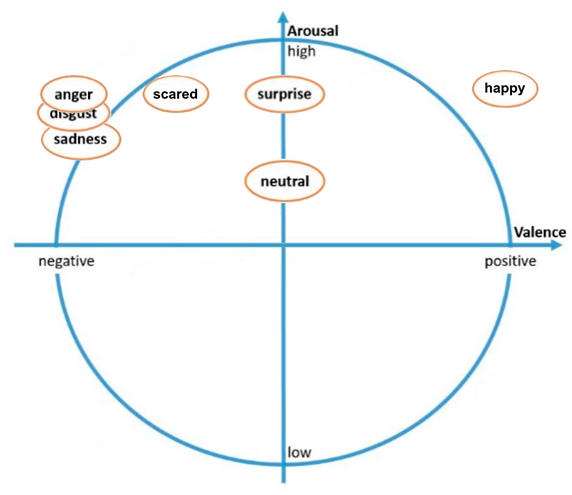 Arousal
high
anger
scared
surprise
happy
disgust
sadness
neutral
Valence
negative
positive
low